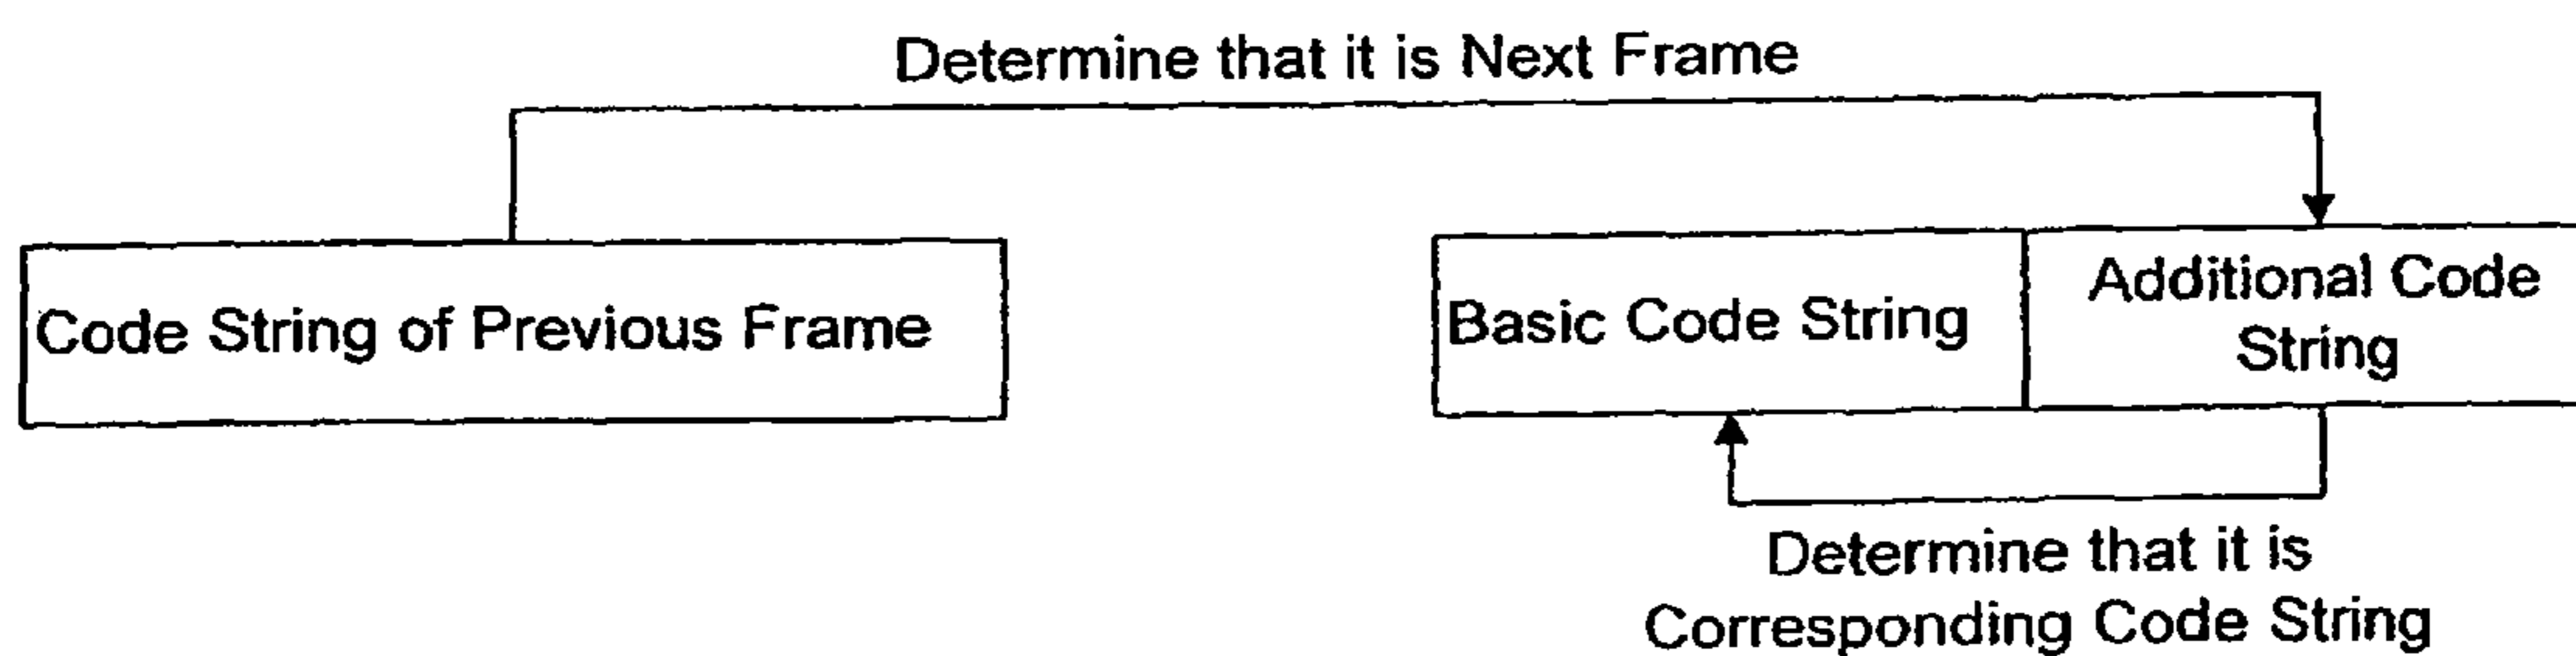 Determine that it is Next Frame
Code String of Previous Frame
Basic Code String
Additional Code
String
Determine that it is
Corresponding Code String